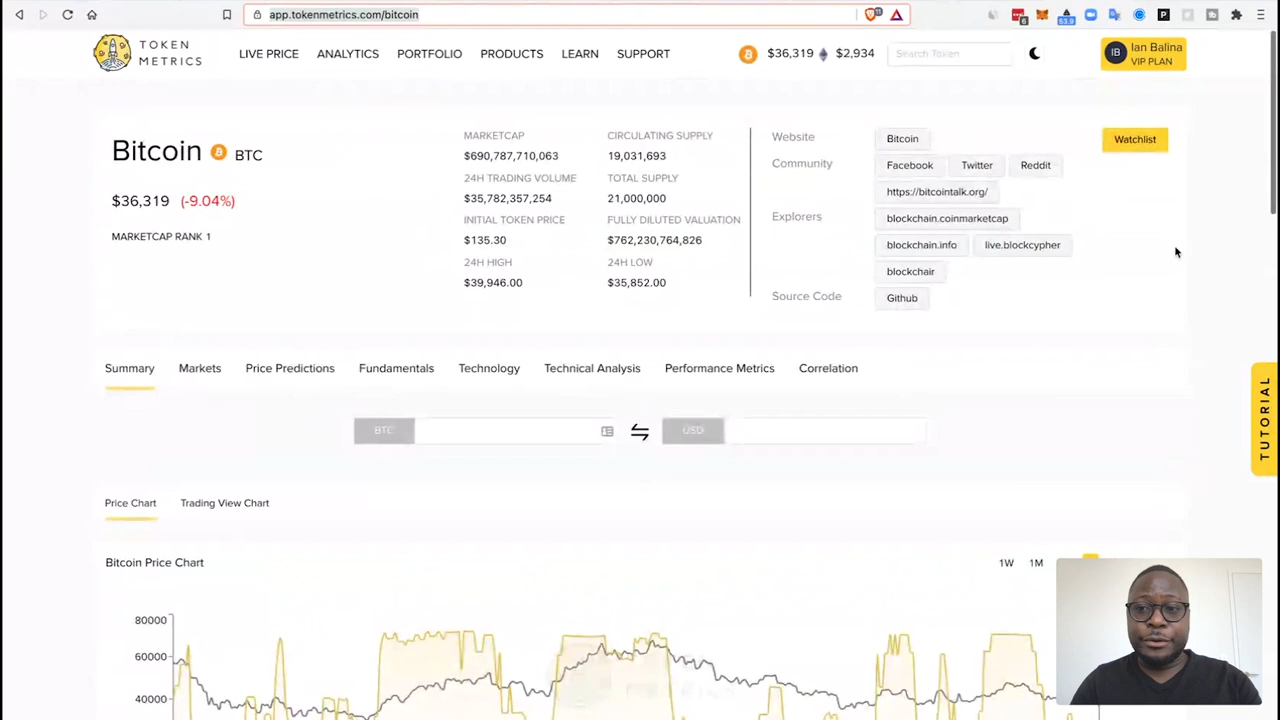 app.tokenmetrics.com/bitcoin
TOKEN
METRICS
LIVE PRICE
ANALYTICS
PORTFOLIO
PRODUCTS
LEARN
SUPPORT
$36,319
$2,934
Search Token
IB
Ian Balina
VIP PLAN
Bitcoin BTC
$36,319 (-9.04%)
MARKETCAP RANK 1
MARKETCAP
$690,787,710,063
24H TRADING VOLUME
$35,782,357,254
INITIAL TOKEN PRICE
$135.30
24H HIGH
$39,946.00
CIRCULATING SUPPLY
19,031,693
TOTAL SUPPLY
21,000,000
FULLY DILUTED VALUATION
$762,230,764,826
24H LOW
$35,852.00
Website
Bitcoin
Community
Facebook
Twitter
Reddit
https://bitcointalk.org/
Explorers
blockchain.coinmarketcap
blockchain.info
live.blockcypher
blockchair
Source Code
Github
Watchlist
Summary
Markets
Price Predictions
Fundamentals
Technology
Technical Analysis
Performance Metrics
Correlation
TUTORIAL
BTC
USD
Price Chart
Trading View Chart
Bitcoin Price Chart
1W
1M
80000
60000
40000